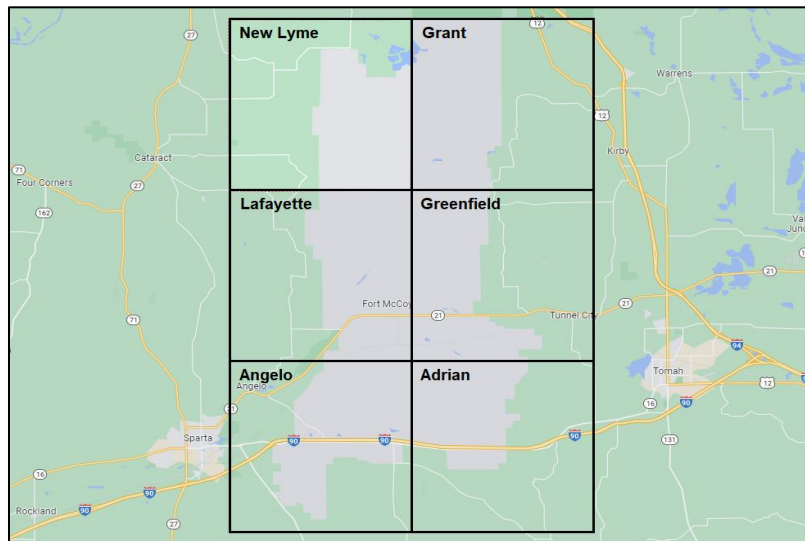 27
12
New Lyme
Grant
Warrens
12
Cataract
Kirby
71
Four Corners
27
162
Lafayette
Greenfield
21
Fort McCoy
21
Tunnel City
21
71
94
Angelo
Adrian
Angelo
Tomah
12
16
90
21
Sparta
90
90
90
131
16
90
Rockland
90
27